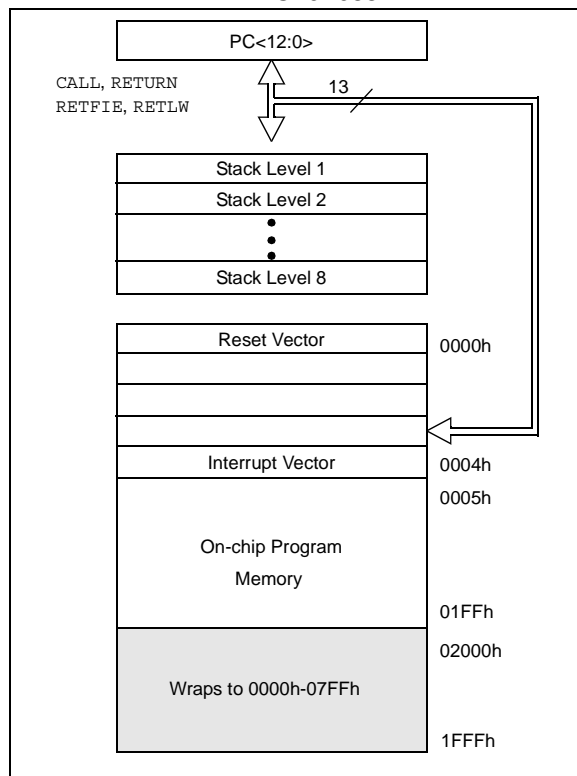 PC<12:0>
CALL, RETURN
RETFIE, RETLW
13
Stack Level 1
Stack Level 2
Stack Level 8
Reset Vector
0000h
Interrupt Vector
0004h
0005h
On-chip Program
Memory
01FFh
02000h
Wraps to 0000h-07FFh
1FFFh